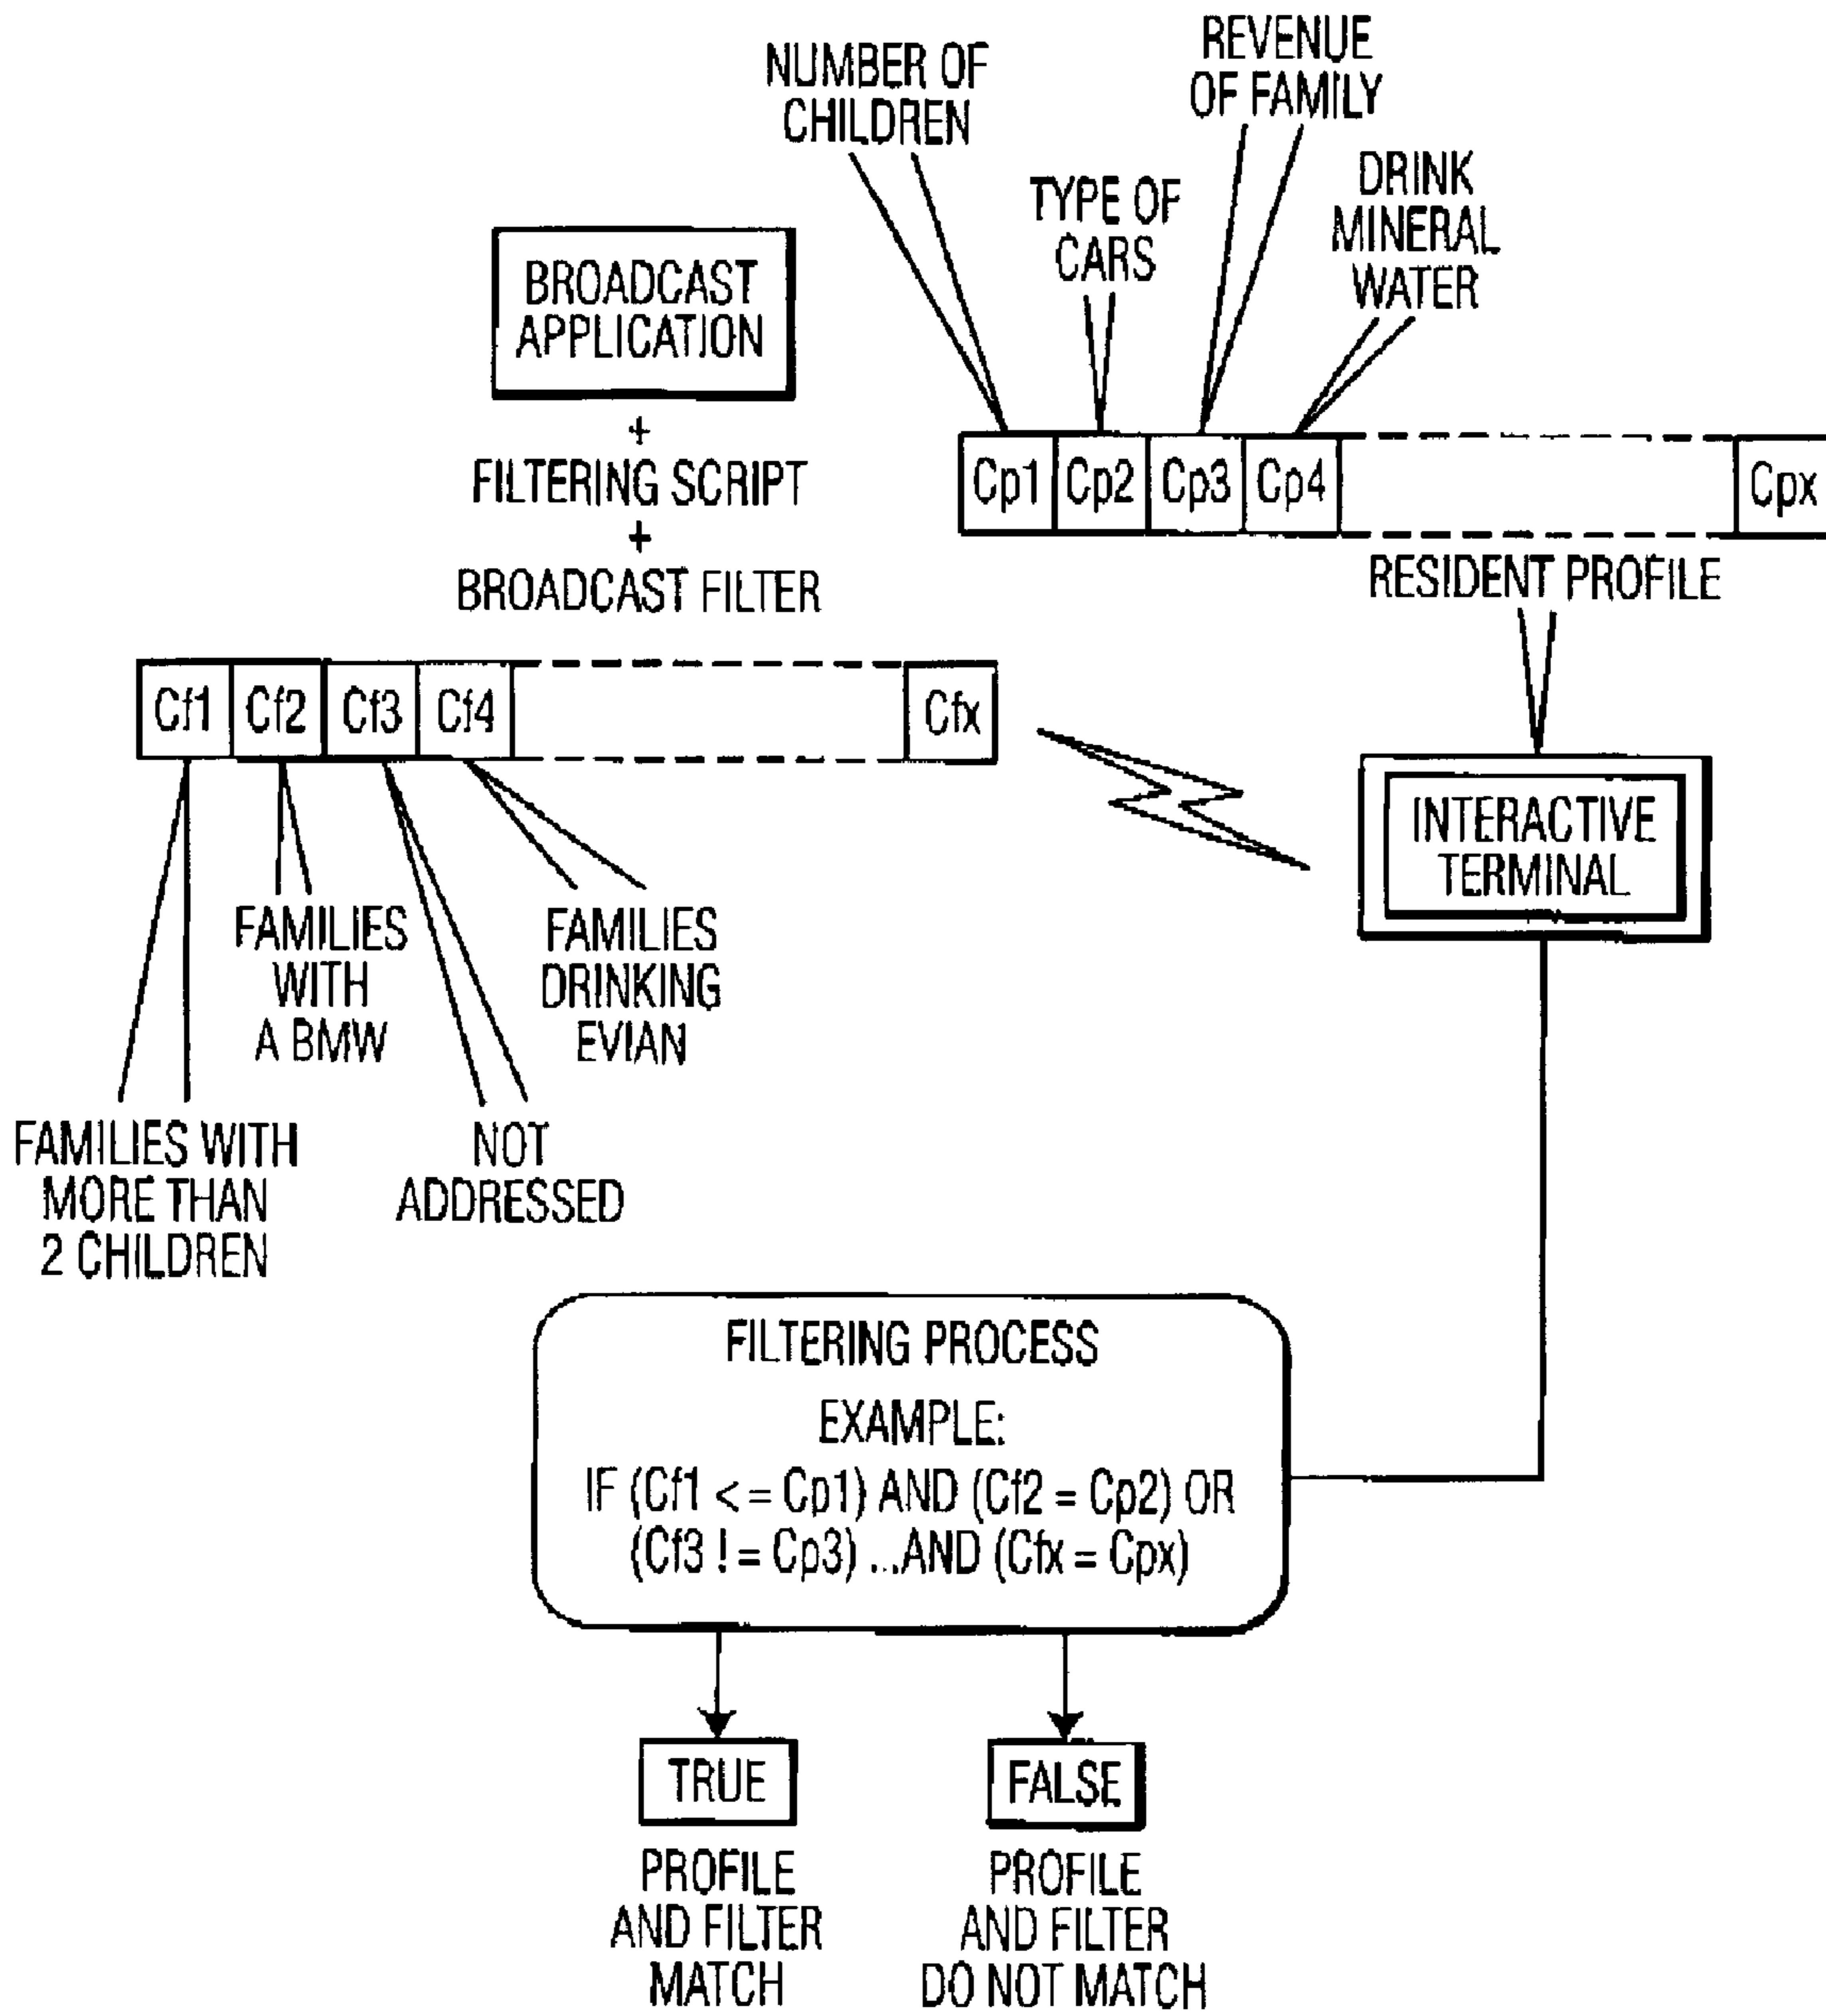 NUMBER OF
CHILDREN
REVENUE
OF FAMILY
TYPE OF
CARS
DRINK
MINERAL
WATER
BROADCAST
APPLICATION
+
FILTERING SCRIPT
+
BROADCAST FILTER
Cp1 Cp2 Cp3 Cp4 Cpx
RESIDENT PROFILE
Cf1 Cf2 Cf3 Cf4 Cfx
INTERACTIVE
TERMINAL
FAMILIES
WITH
A BMW
FAMILIES
DRINKING
EVIAN
FAMILIES WITH
MORE THAN
2 CHILDREN
NOT
ADDRESSED
FILTERING PROCESS
EXAMPLE:
IF (Cf1 < = Cp1) AND (Cf2 = Cp2) OR
(Cf3 ! = Cp3) ...AND (Cfx = Cpx)
TRUE
FALSE
PROFILE
AND FILTER
MATCH
PROFILE
AND FILTER
DO NOT MATCH